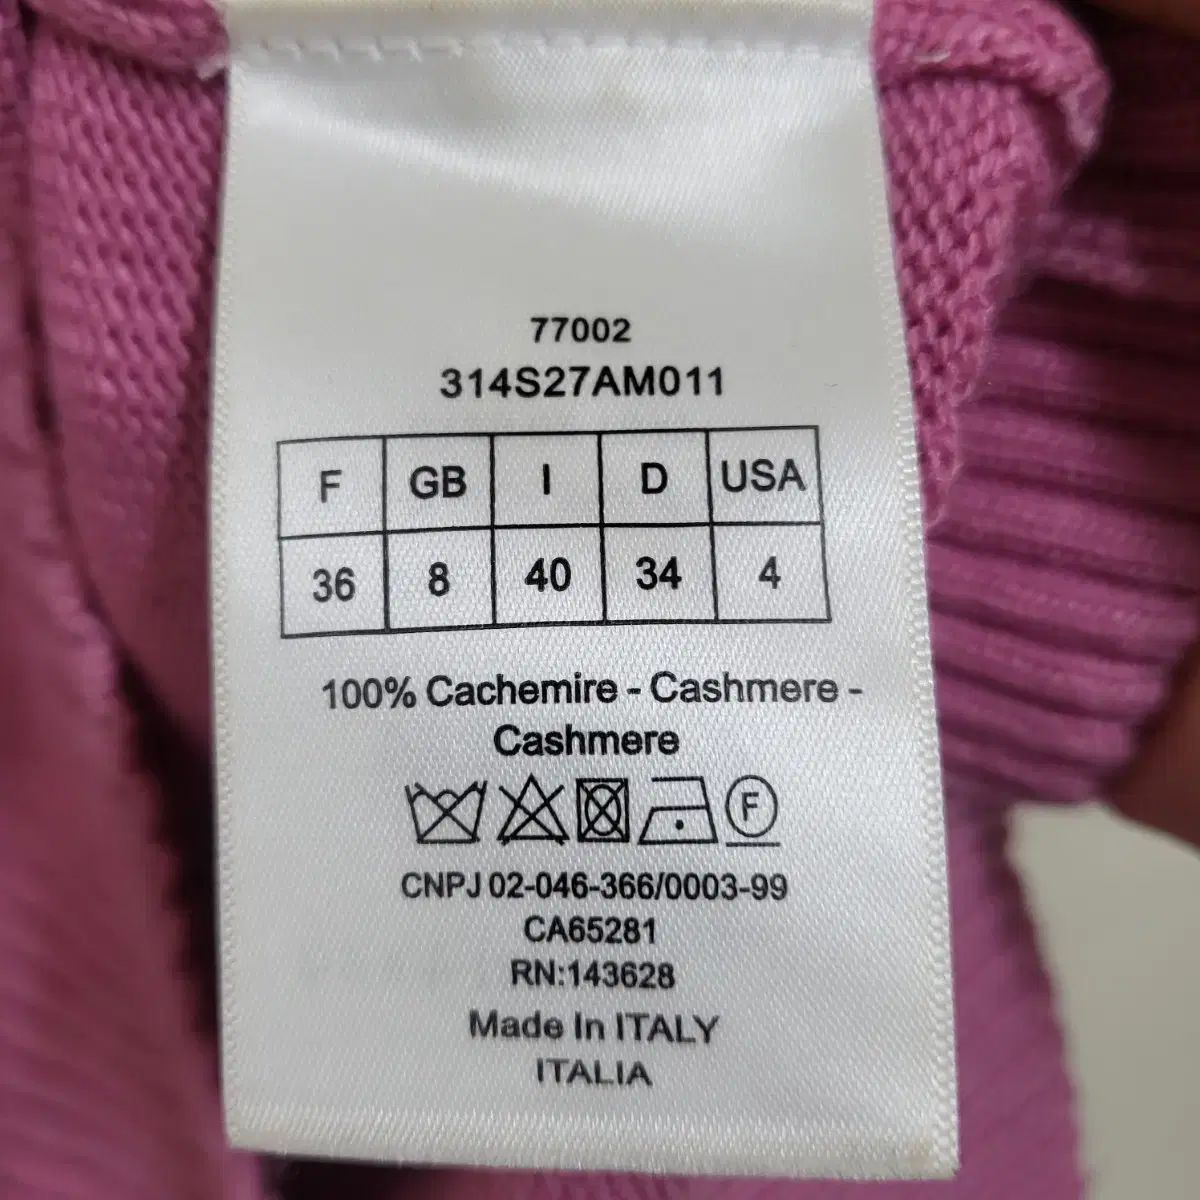 77002
314S27AM011
F GB I D USA
36 8 40 34 4
100% Cachemire - Cashmere -
Cashmere
F
CNPJ 02-046-366/0003-99
CA65281
RN:143628
Made In ITALY
ITALIA